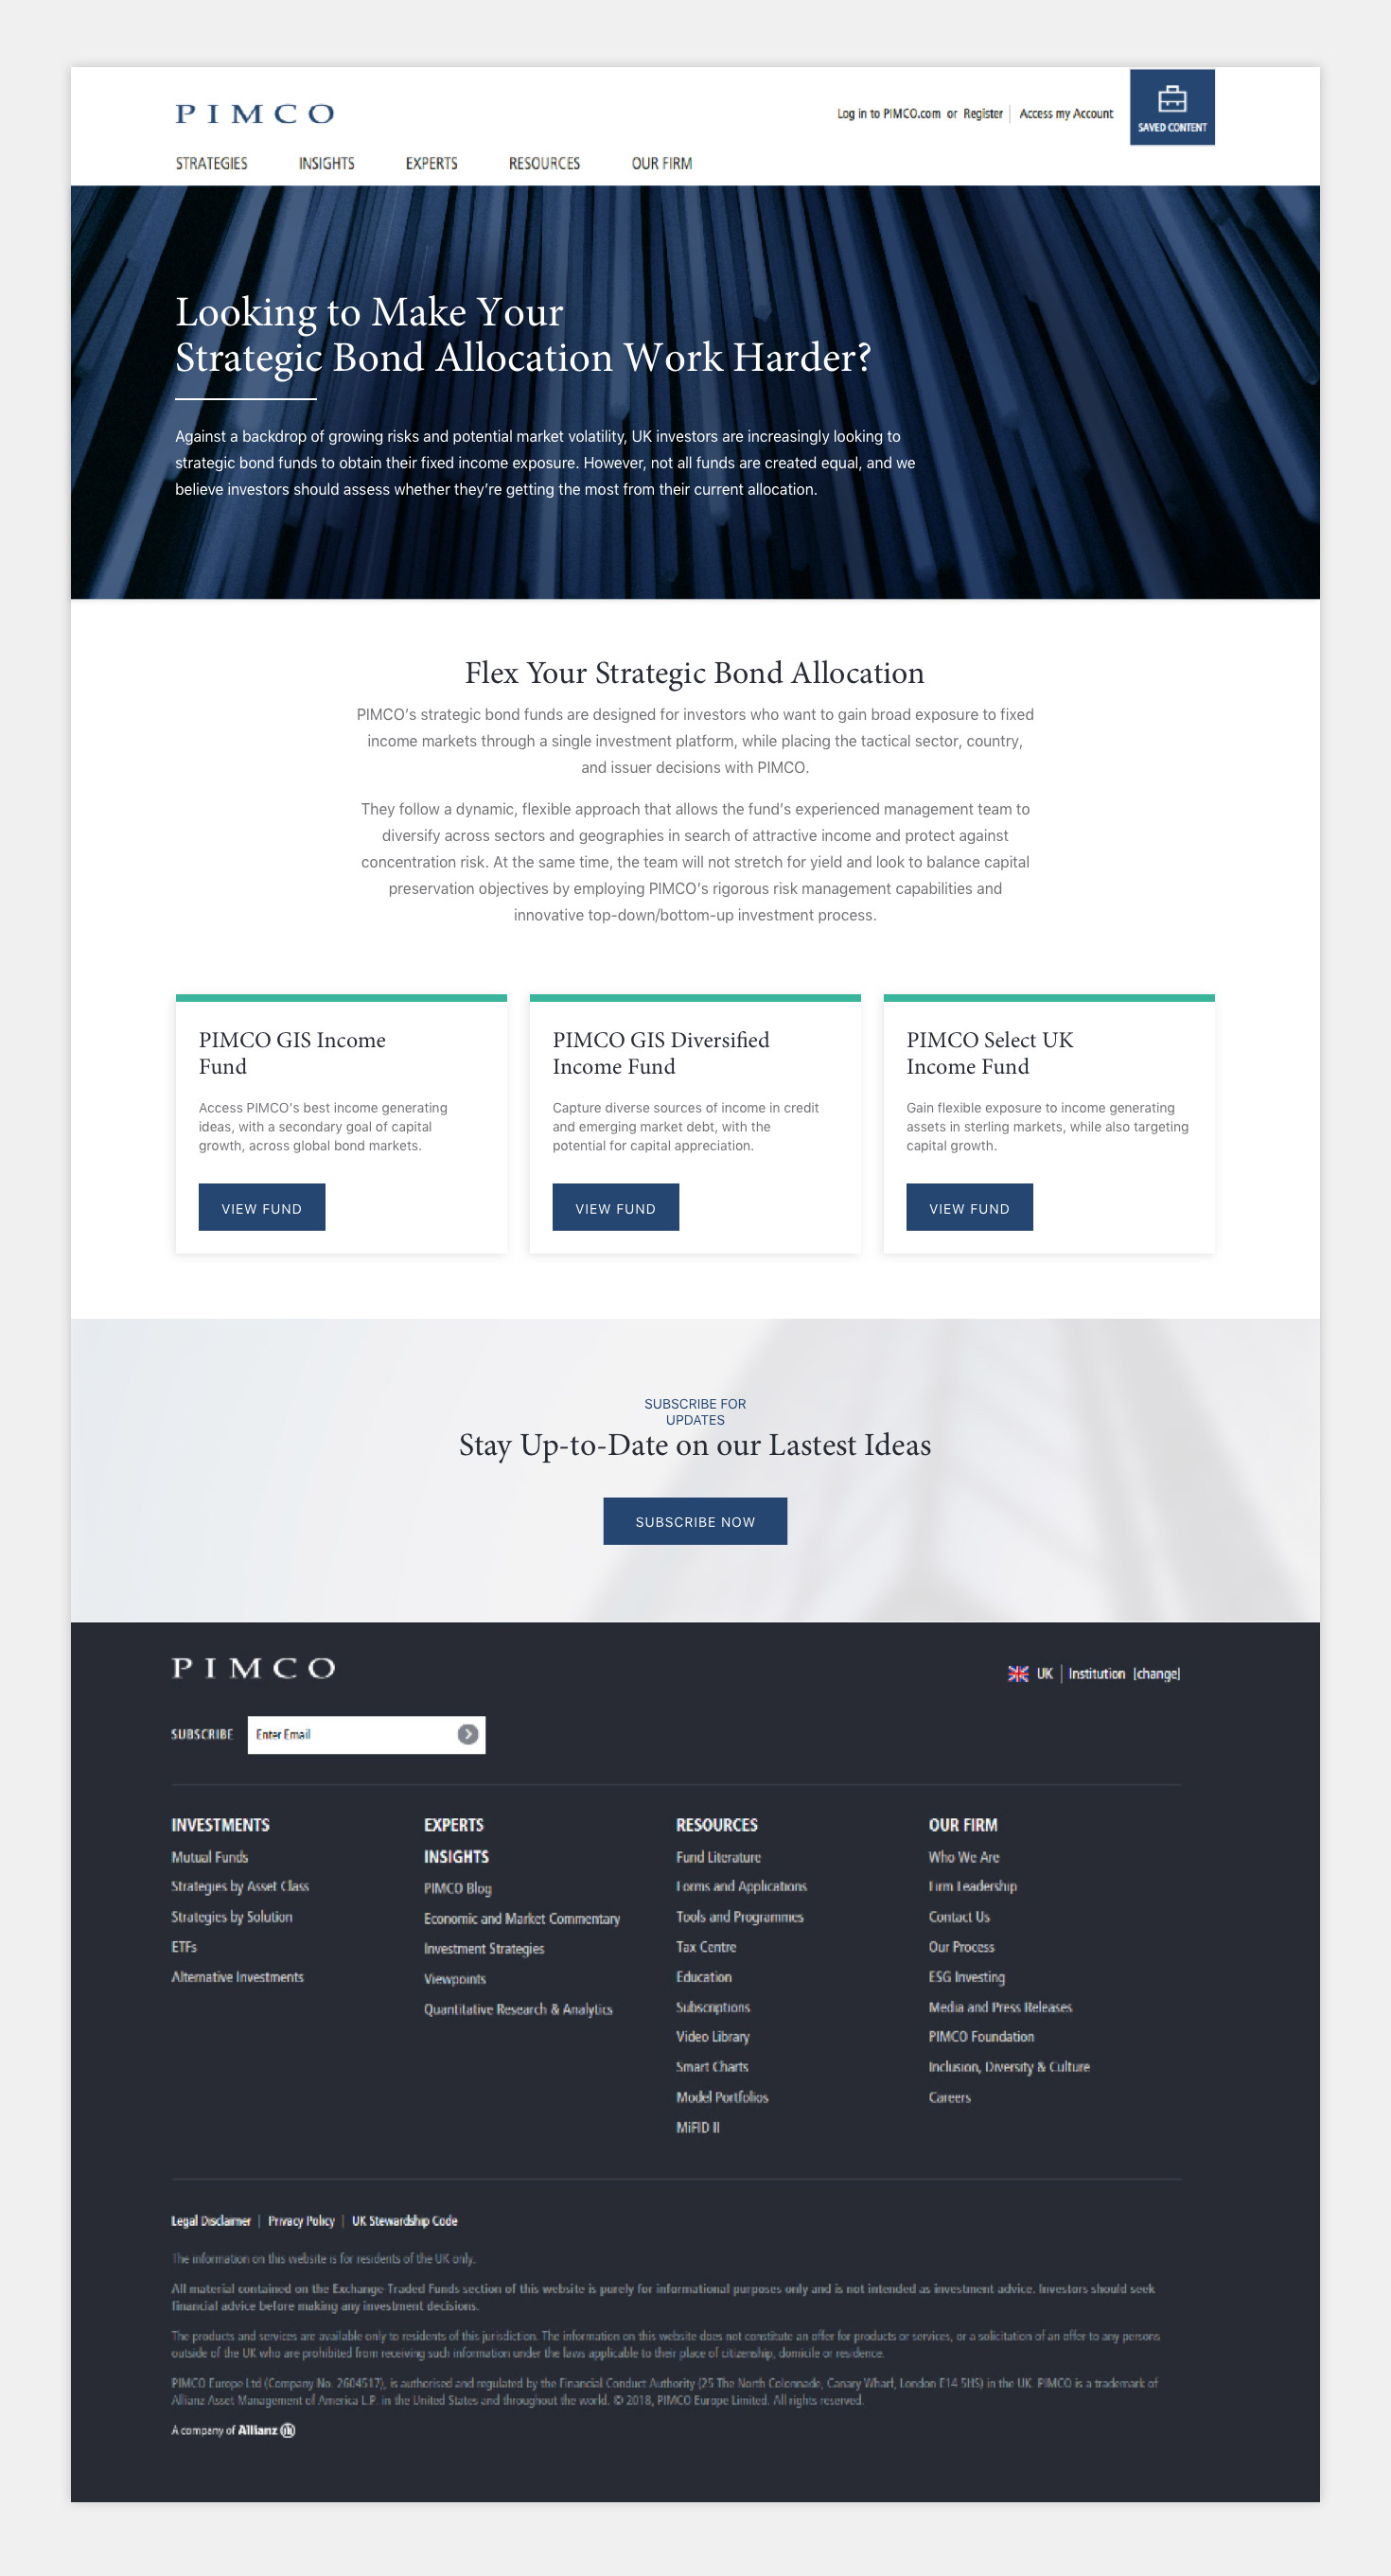 PIMCO
Log in to PIMCO.com or Register | Access my Account
SAVED CONTENT
STRATEGIES INSIGHTS EXPERTS RESOURCES OUR FIRM
Looking to Make Your
Strategic Bond Allocation Work Harder?
Against a backdrop of growing risks and potential market volatility, UK investors are increasingly looking to
strategic bond funds to obtain their fixed income exposure. However, not all funds are created equal, and we
believe investors should assess whether they’re getting the most from their current allocation.
Flex Your Strategic Bond Allocation
PIMCO’s strategic bond funds are designed for investors who want to gain broad exposure to fixed
income markets through a single investment platform, while placing the tactical sector, country,
and issuer decisions with PIMCO.
They follow a dynamic, flexible approach that allows the fund’s experienced management team to
diversify across sectors and geographies in search of attractive income and protect against
concentration risk. At the same time, the team will not stretch for yield and look to balance capital
preservation objectives by employing PIMCO’s rigorous risk management capabilities and
innovative top-down/bottom-up investment process.
PIMCO GIS Income
Fund
Access PIMCO’s best income generating
ideas, with a secondary goal of capital
growth, across global bond markets.
VIEW FUND
PIMCO GIS Diversified
Income Fund
Capture diverse sources of income in credit
and emerging market debt, with the
potential for capital appreciation.
VIEW FUND
PIMCO Select UK
Income Fund
Gain flexible exposure to income generating
assets in sterling markets, while also targeting
capital growth.
VIEW FUND
SUBSCRIBE FOR
UPDATES
Stay Up-to-Date on our Lastest Ideas
SUBSCRIBE NOW
PIMCO
UK | Institution [change]
SUBSCRIBE Enter Email
INVESTMENTS
Mutual Funds
Strategies by Asset Class
Strategies by Solution
ETFs
Alternative Investments
EXPERTS
INSIGHTS
PIMCO Blog
Economic and Market Commentary
Investment Strategies
Viewpoints
Quantitative Research & Analytics
RESOURCES
Fund Literature
Forms and Applications
Tools and Programmes
Tax Centre
Education
Subscriptions
Video Library
Smart Charts
Model Portfolios
MiFID II
OUR FIRM
Who We Are
Firm Leadership
Contact Us
Our Process
ESG Investing
Media and Press Releases
PIMCO Foundation
Inclusion, Diversity & Culture
Careers
Legal Disclaimer | Privacy Policy | UK Stewardship Code
The information on this website is for residents of the UK only.
All material contained on the Exchange Traded Funds section of this website is purely for informational purposes only and is not intended as investment advice. Investors should seek
financial advice before making any investment decisions.
The products and services are available only to residents of this jurisdiction. The information on this website does not constitute an offer for products or services, or a solicitation of an offer to any persons
outside of the UK who are prohibited from receiving such information under the laws applicable to their place of citizenship, domicile or residence.
PIMCO Europe Ltd (Company No. 2604517), is authorised and regulated by the Financial Conduct Authority (25 The North Colonnade, Canary Wharf, London E14 5HS) in the UK. PIMCO is a trademark of
Allianz Asset Management of America L.P. in the United States and throughout the world. © 2018, PIMCO Europe Limited. All rights reserved.
A company of Allianz